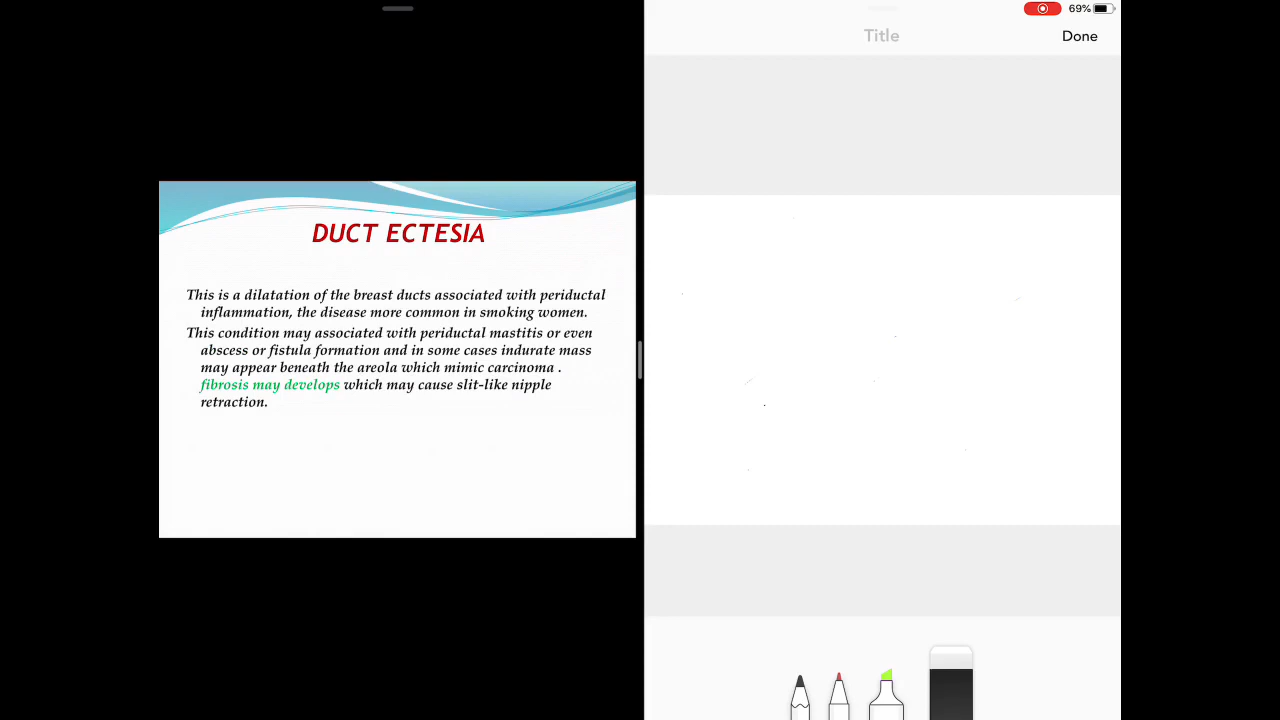 69%
Title
Done
DUCT ECTESIA
This is a dilatation of the breast ducts associated with periductal
inflammation, the disease more common in smoking women.
This condition may associated with periductal mastitis or even
abscess or fistula formation and in some cases indurate mass
may appear beneath the areola which mimic carcinoma .
fibrosis may develops which may cause slit-like nipple
retraction.